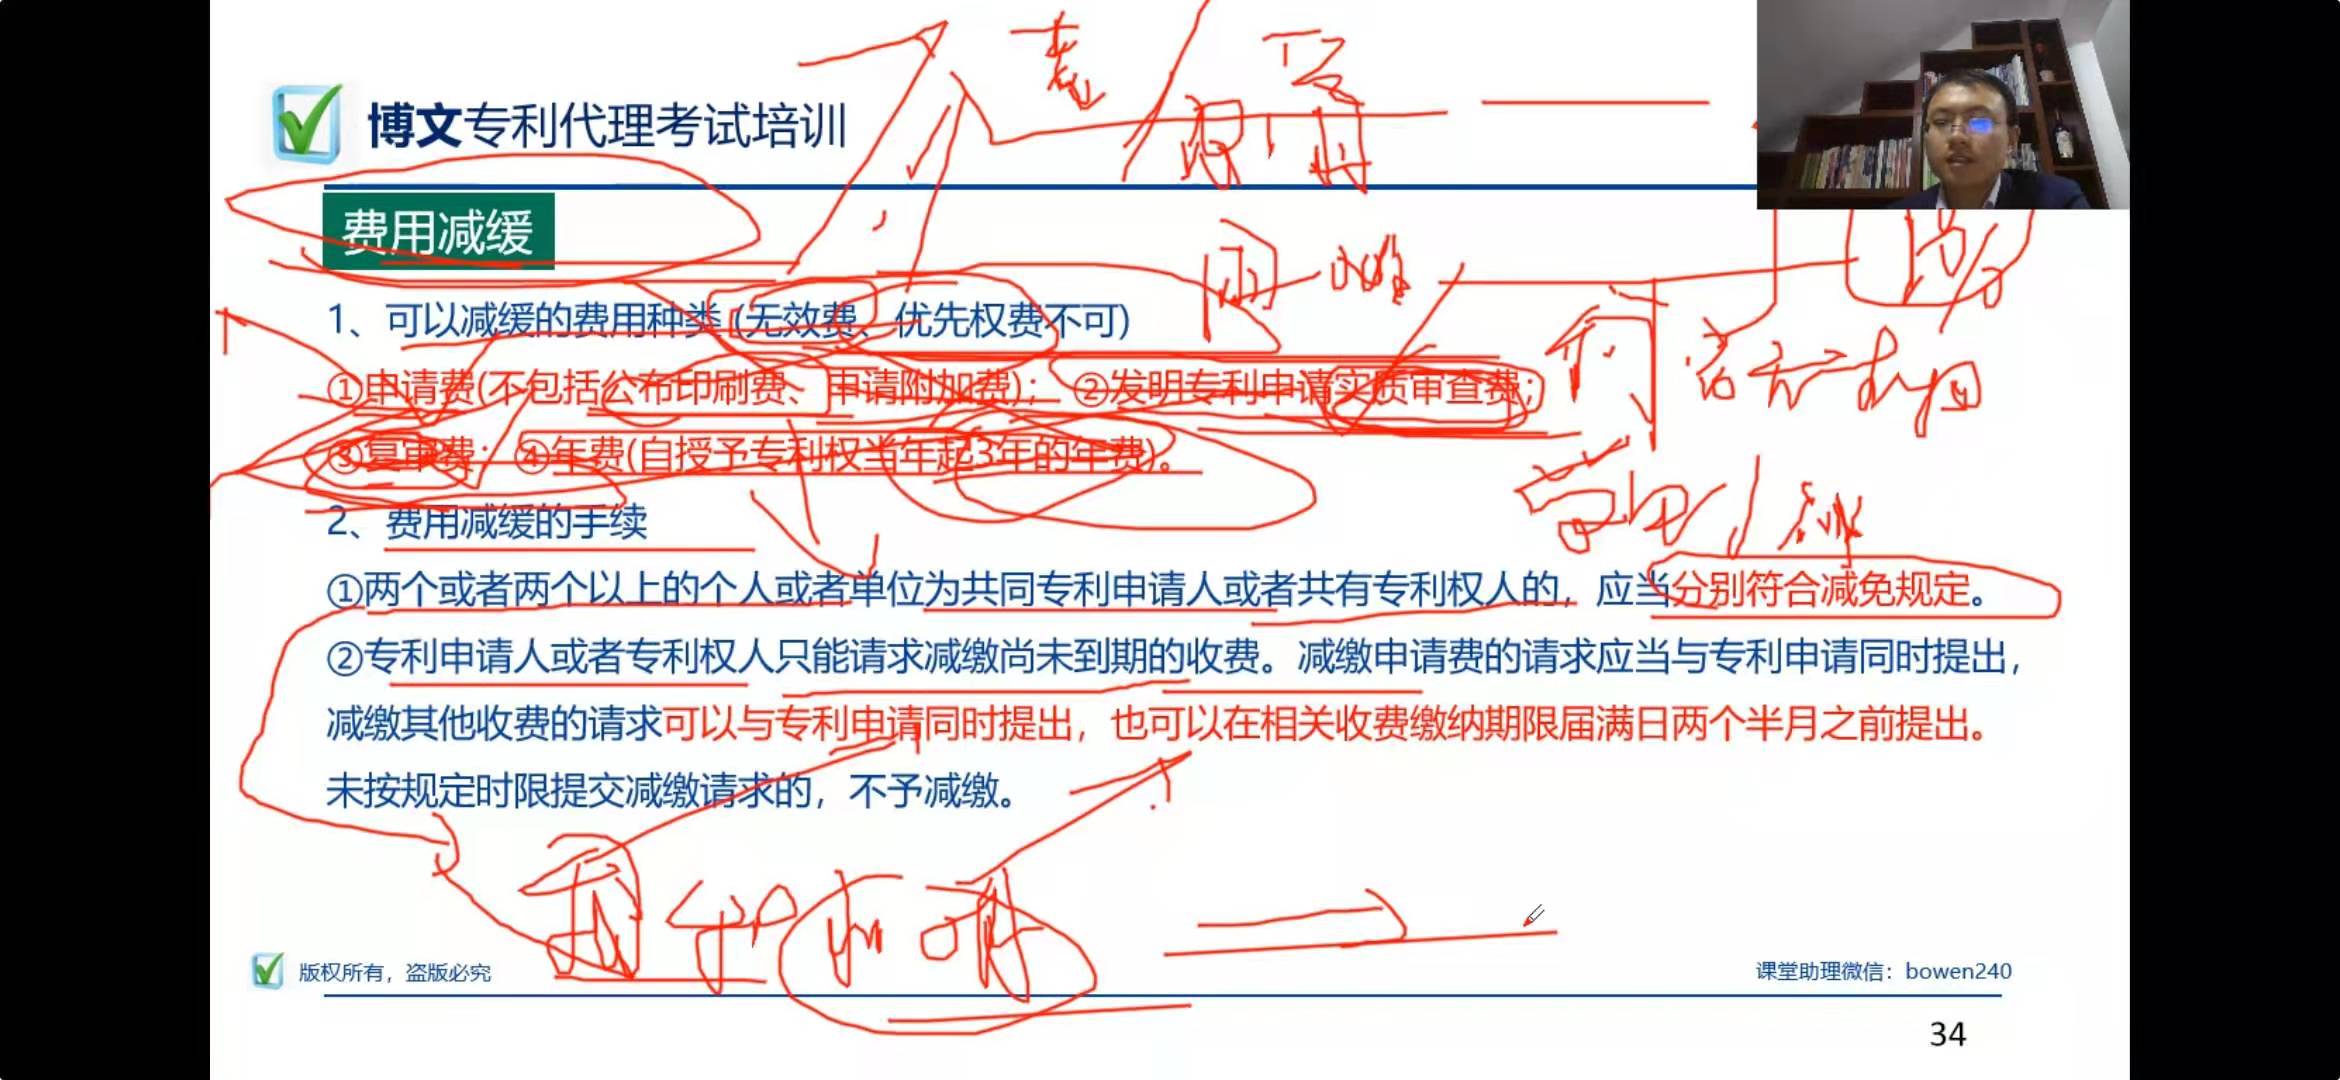 博文专利代理考试培训
费用减缓
1、可以减缓的费用种类 (无效费、优先权费不可)
①申请费(不包括公布印刷费、申请附加费)； ②发明专利申请实质审查费；
③复审费； ④年费(自授予专利权当年起3年的年费)。
2、费用减缓的手续
①两个或者两个以上的个人或者单位为共同专利申请人或者共有专利权人的，应当分别符合减免规定。
②专利申请人或者专利权人只能请求减缴尚未到期的收费。减缴申请费的请求应当与专利申请同时提出，
减缴其他收费的请求可以与专利申请同时提出，也可以在相关收费缴纳期限届满日两个半月之前提出。
未按规定时限提交减缴请求的，不予减缴。
版权所有，盗版必究
课堂助理微信：bowen240
34